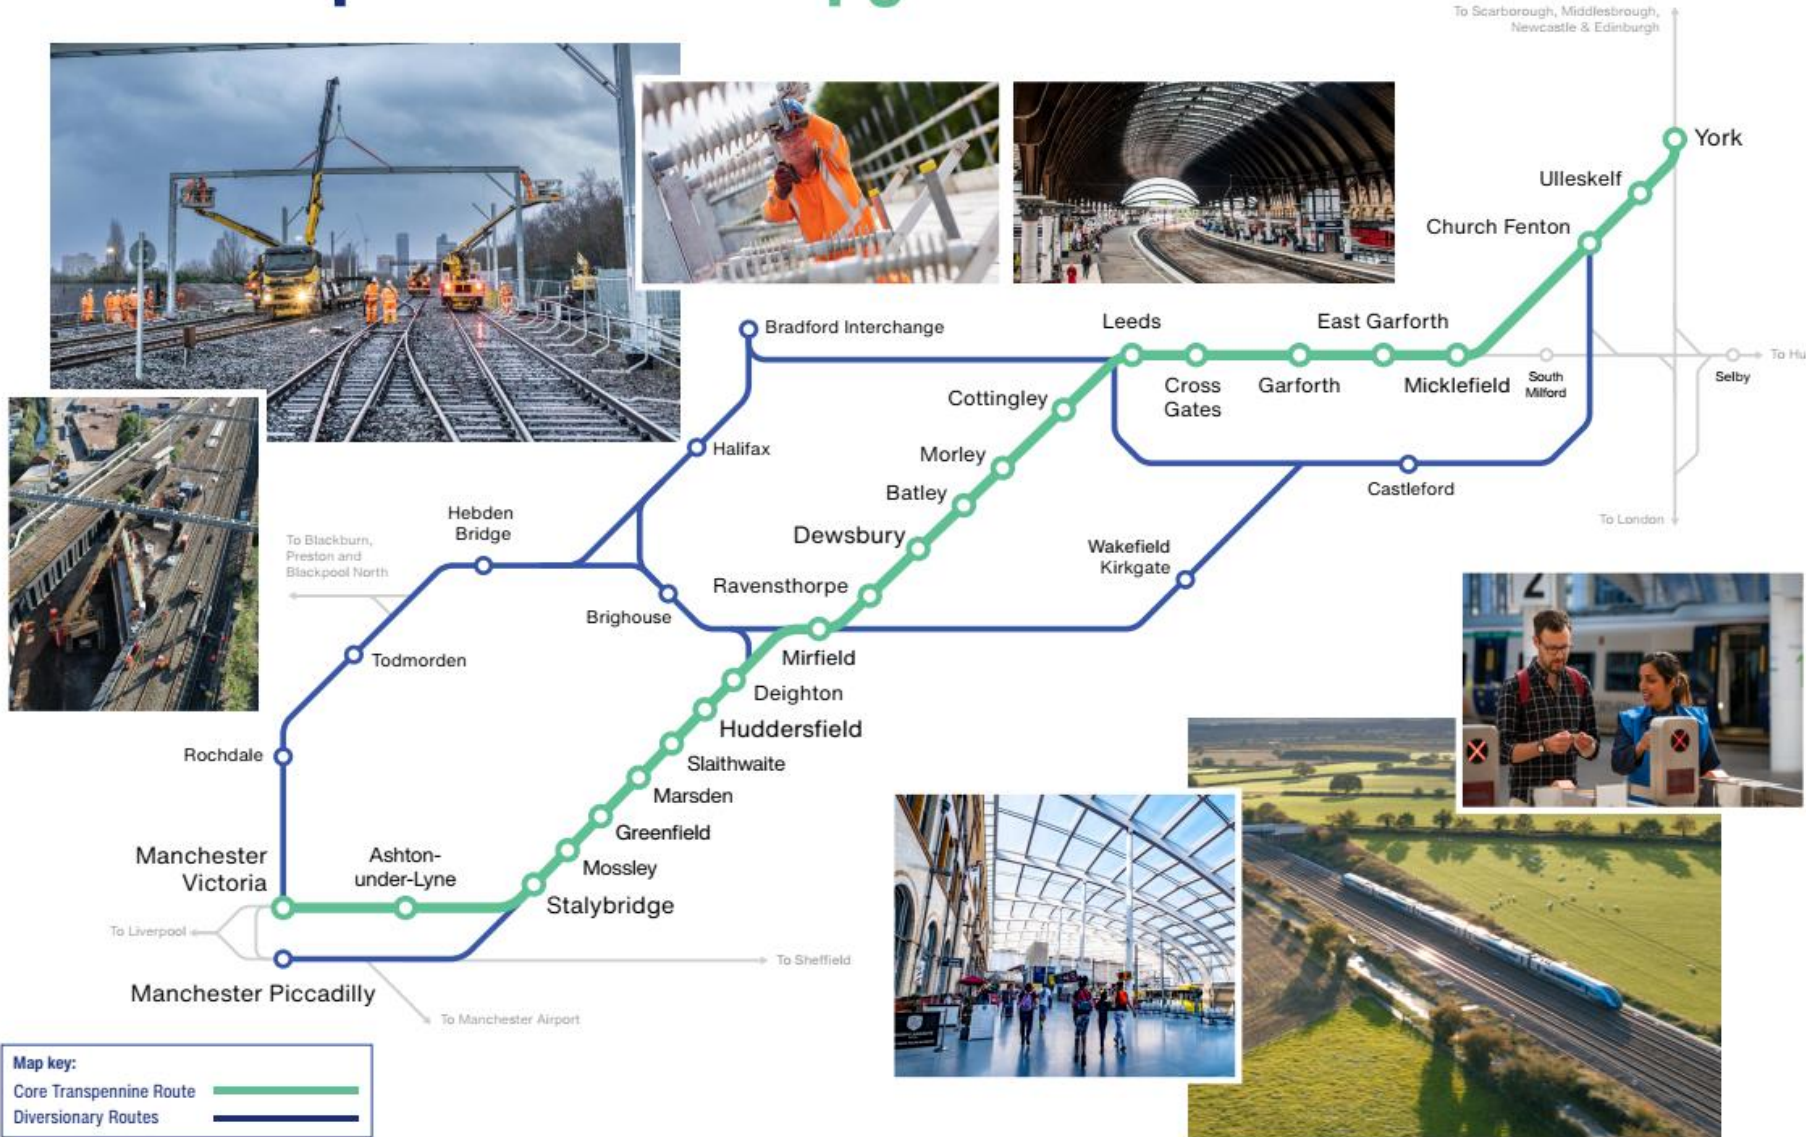 To Scarborough, Middlesbrough,
Newcastle & Edinburgh
York
Ulleskelf
Church Fenton
Bradford Interchange
Leeds
East Garforth
To Hu
Cross
Gates
Garforth
Micklefield
South
Milford
Selby
Cottingley
Halifax
Morley
Castleford
Batley
Hebden
Bridge
To London
Dewsbury
To Blackburn,
Preston and
Blackpool North
Wakefield
Kirkgate
Ravensthorpe
Brighouse
Todmorden
Mirfield
Deighton
Huddersfield
Rochdale
Slaithwaite
Marsden
Greenfield
Manchester
Victoria
Ashton-
under-Lyne
Mossley
Stalybridge
To Liverpool
To Sheffield
Manchester Piccadilly
To Manchester Airport
Map key:
Core Transpennine Route
Diversionary Routes
2